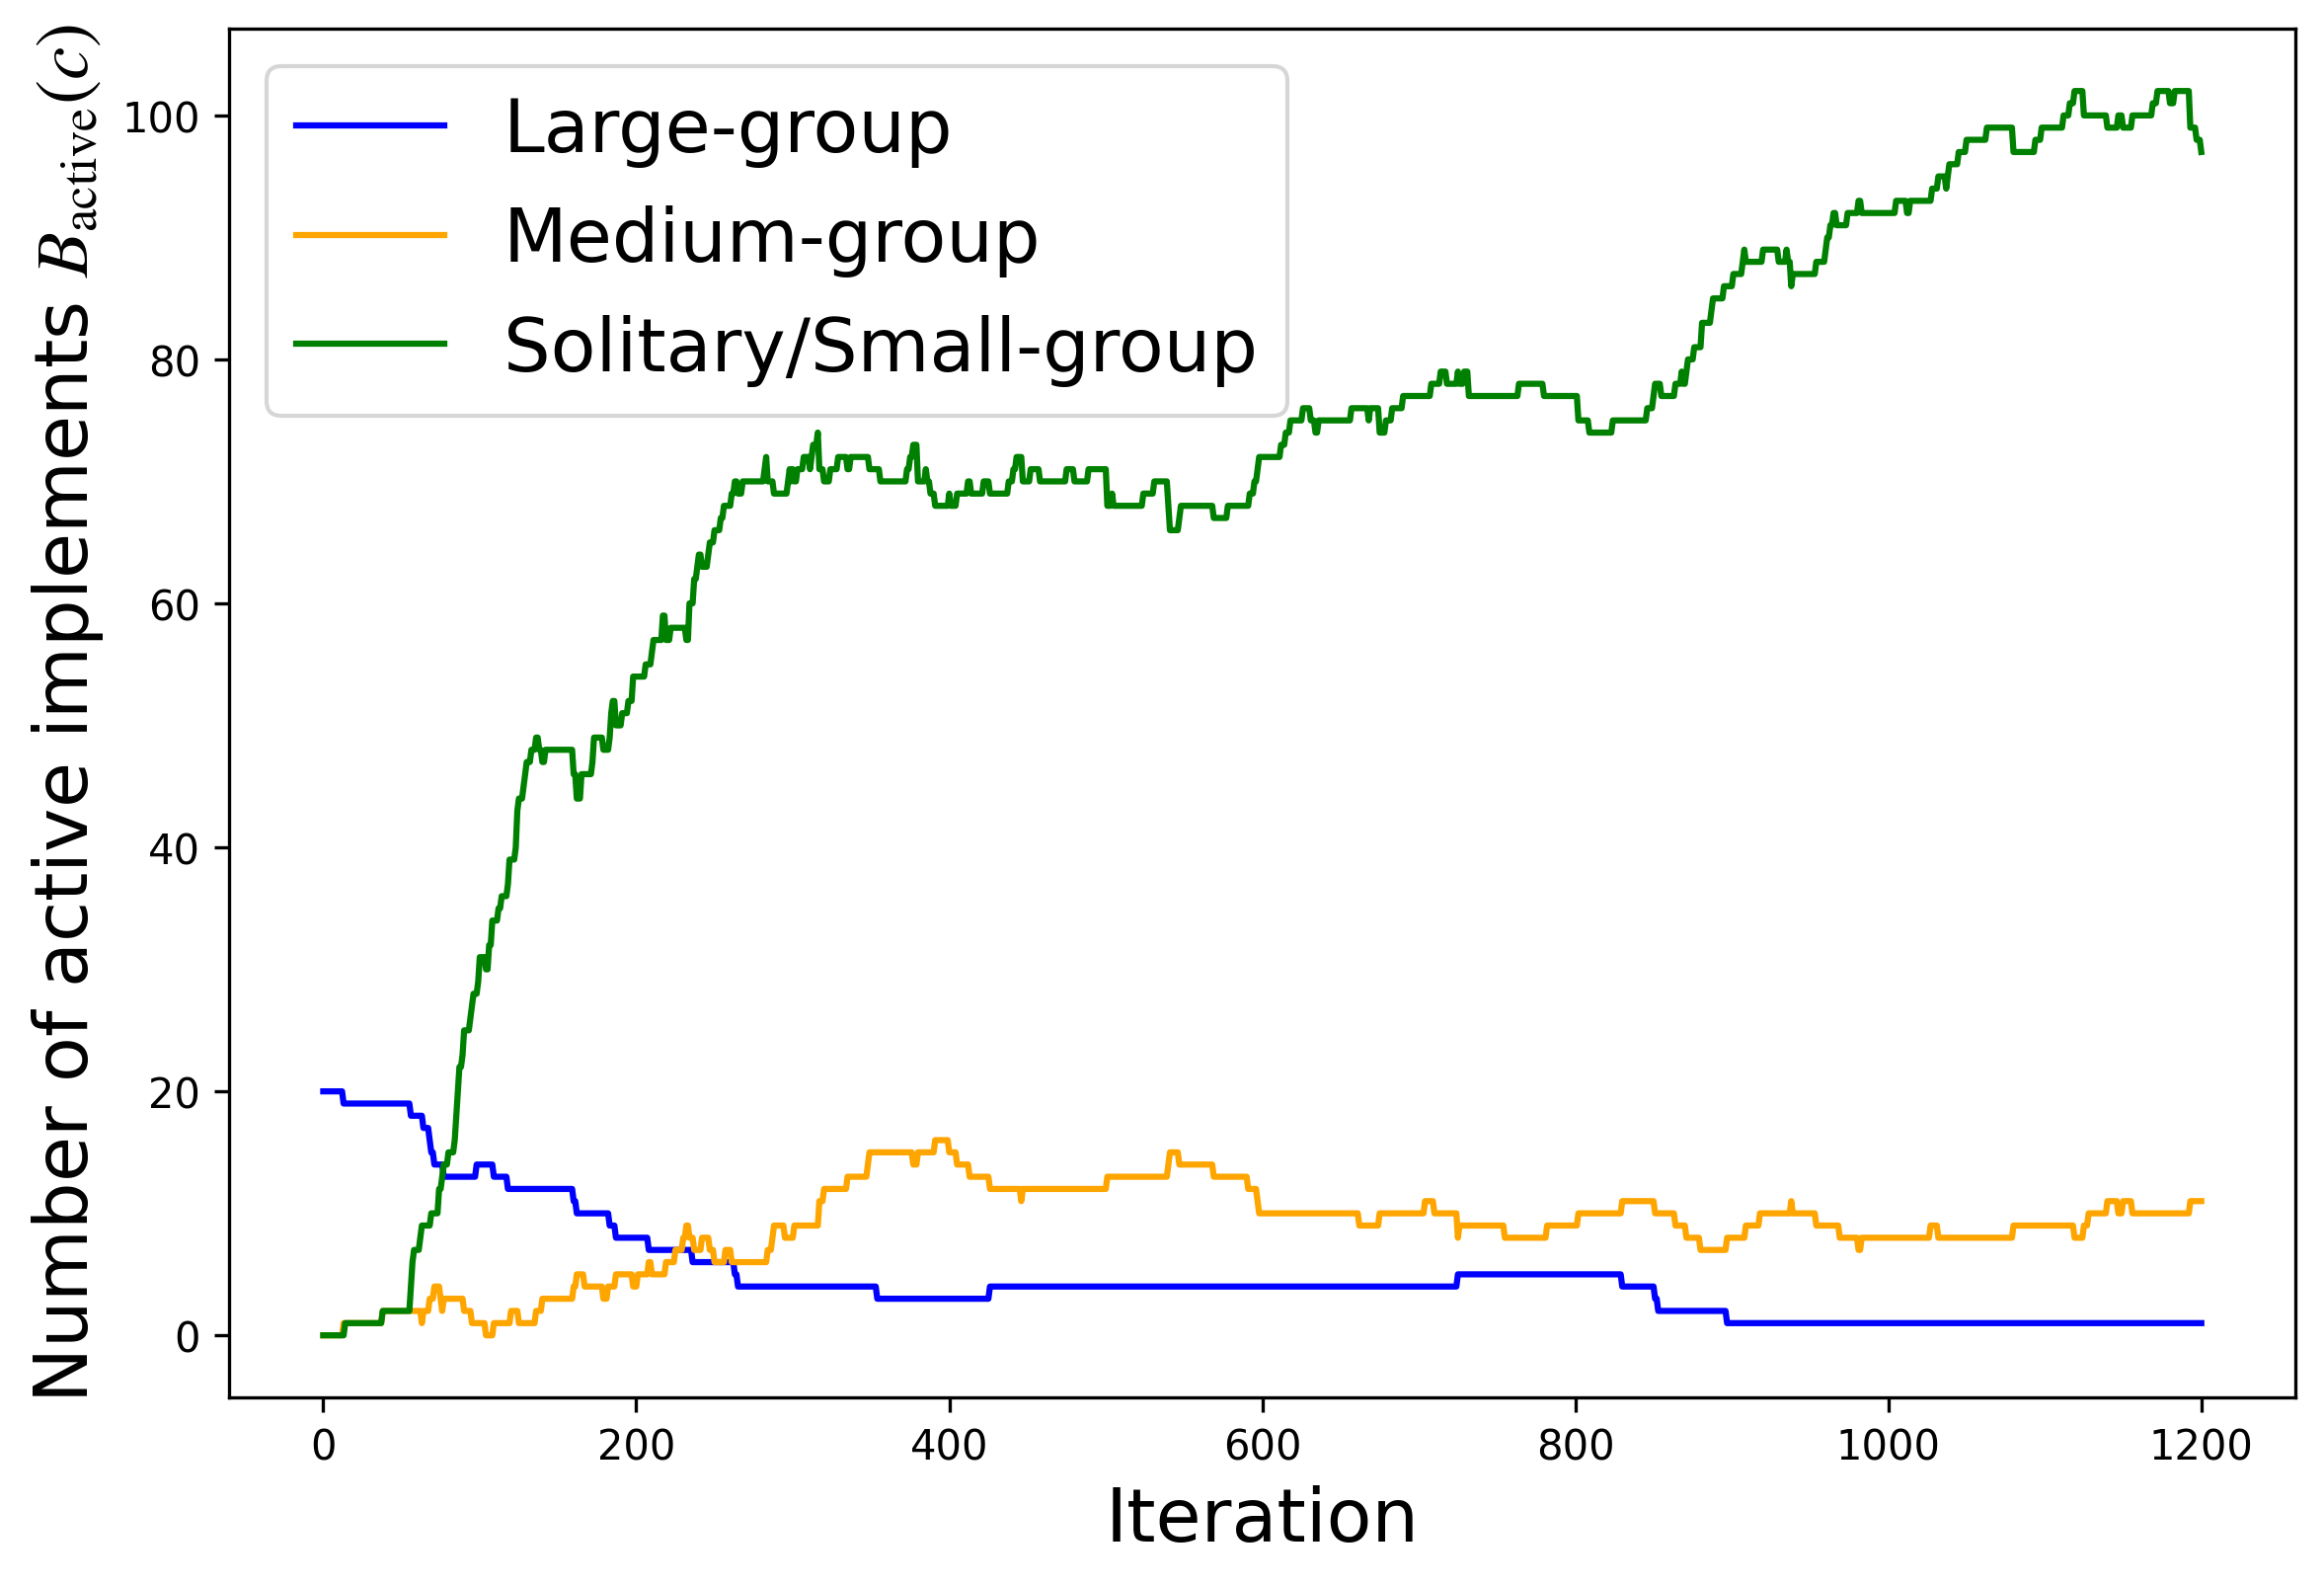 Number of active implements B_active(c)
100
80
60
40
20
0
Large-group
Medium-group
Solitary/Small-group
0 200 400 600 800 1000 1200
Iteration